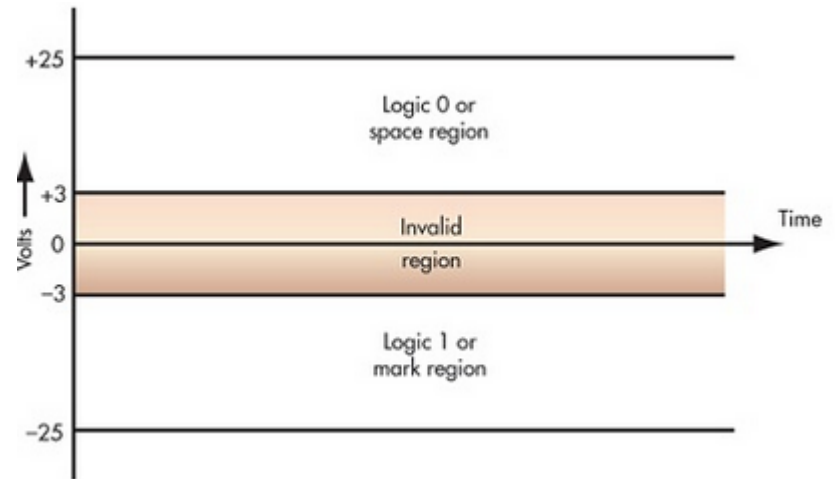 +25
Logic 0 or
space region
+3
Invalid
Time
Volts
0
region
−3
Logic 1 or
mark region
−25